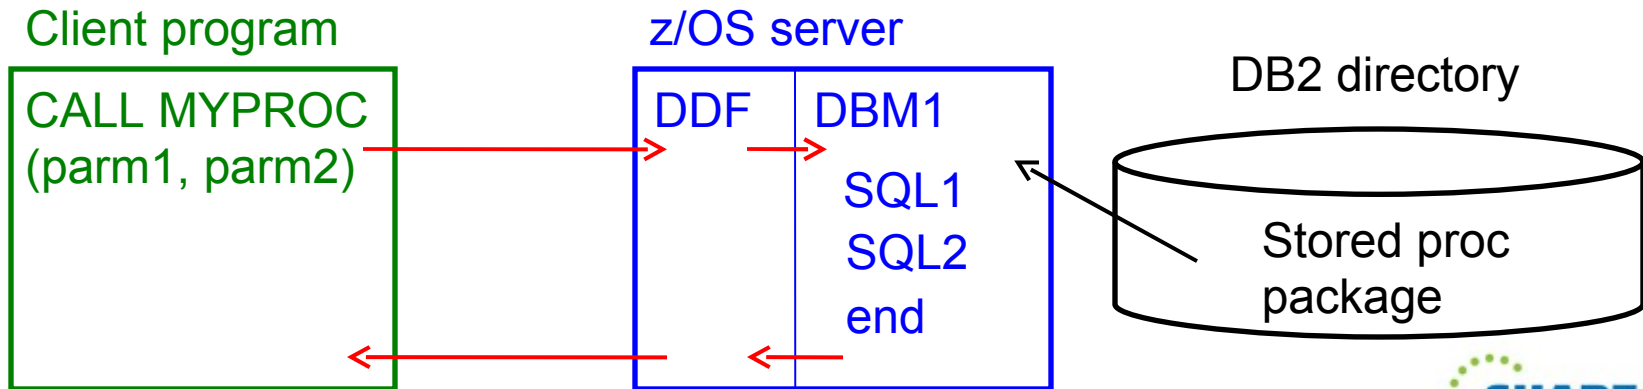 Client program
z/OS server
DB2 directory
CALL MYPROC
(parm1, parm2)
DDF
DBM1
SQL1
SQL2
end
Stored proc
package